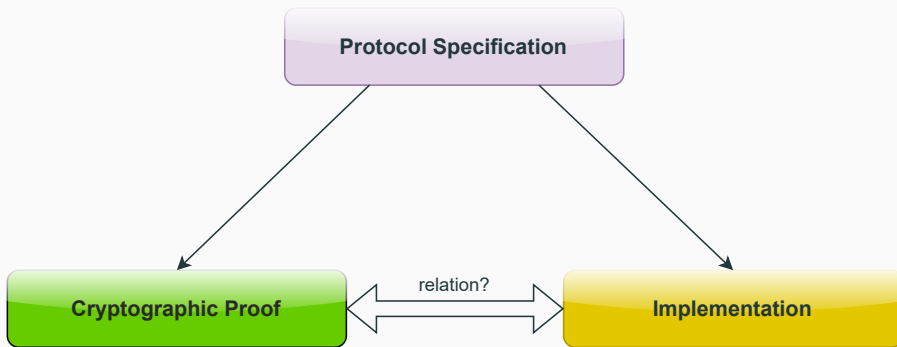 Protocol Specification
relation?
Cryptographic Proof
Implementation